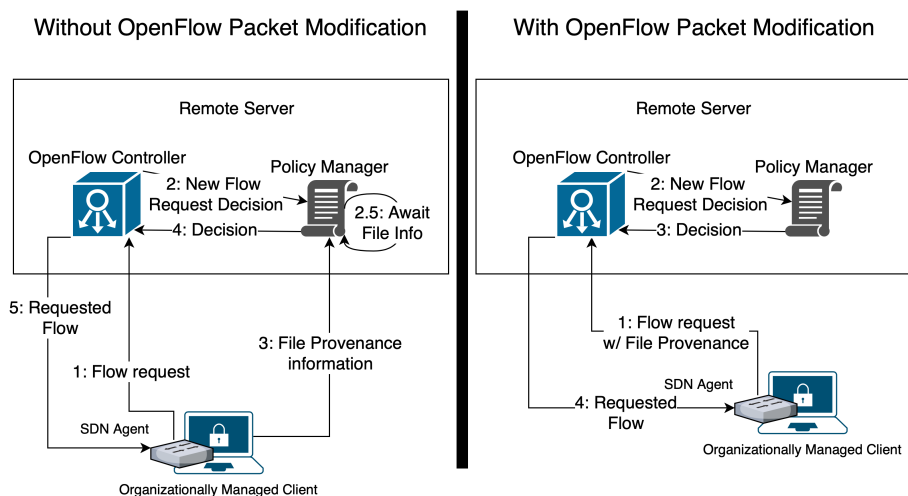 Without OpenFlow Packet Modification
Remote Server
OpenFlow Controller
Policy Manager
2: New Flow
Request Decision
2.5: Await
File Info
4: Decision
5: Requested
Flow
3: File Provenance
information
1: Flow request
SDN Agent
Organizationally Managed Client
With OpenFlow Packet Modification
Remote Server
OpenFlow Controller
Policy Manager
2: New Flow
Request Decision
3: Decision
1: Flow request
w/ File Provenance
SDN Agent
4: Requested
Flow
Organizationally Managed Client